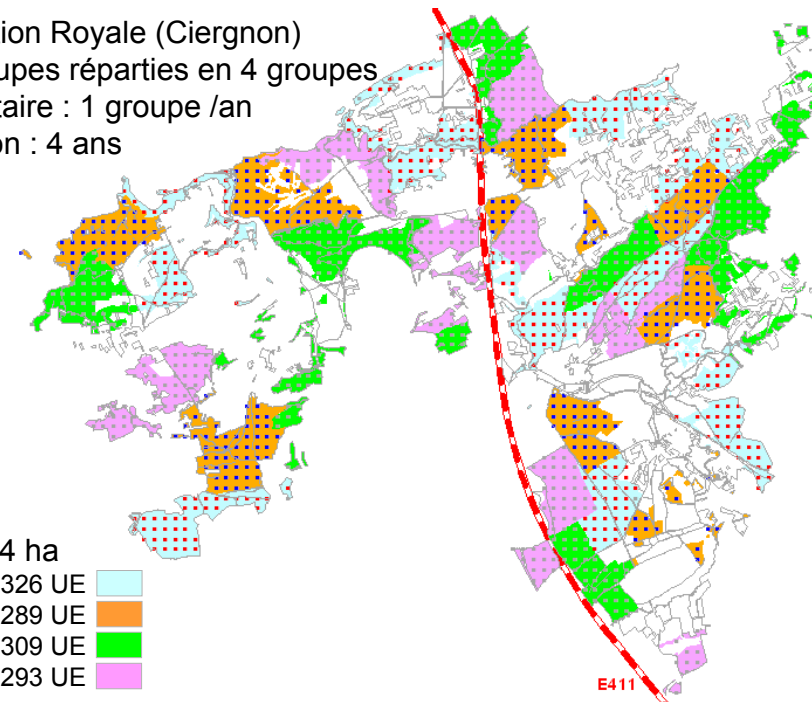 tion Royale (Ciergnon)
upes réparties en 4 groupes
taire : 1 groupe /an
on : 4 ans
4 ha
326 UE
289 UE
309 UE
293 UE
E411